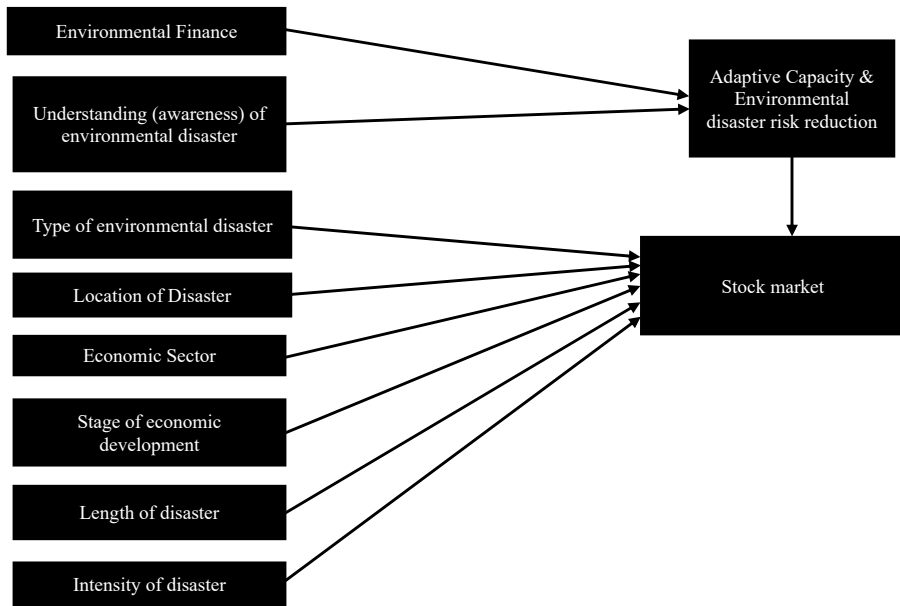 Environmental Finance
Understanding (awareness) of
environmental disaster
Type of environmental disaster
Location of Disaster
Economic Sector
Stage of economic
development
Length of disaster
Intensity of disaster
Adaptive Capacity &
Environmental
disaster risk reduction
Stock market